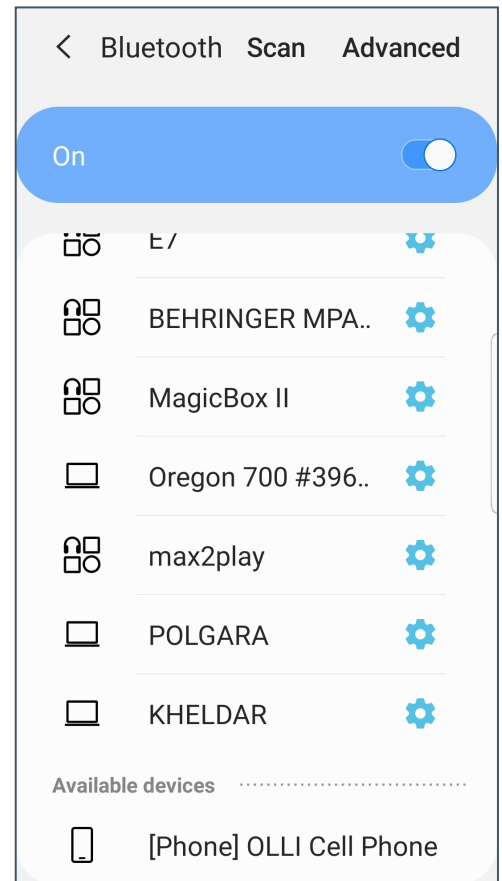 Bluetooth Scan Advanced
On
E7
BEHRINGER MPA..
MagicBox II
Oregon 700 #396..
max2play
POLGARA
KHELDAR
Available devices
[Phone] OLLI Cell Phone